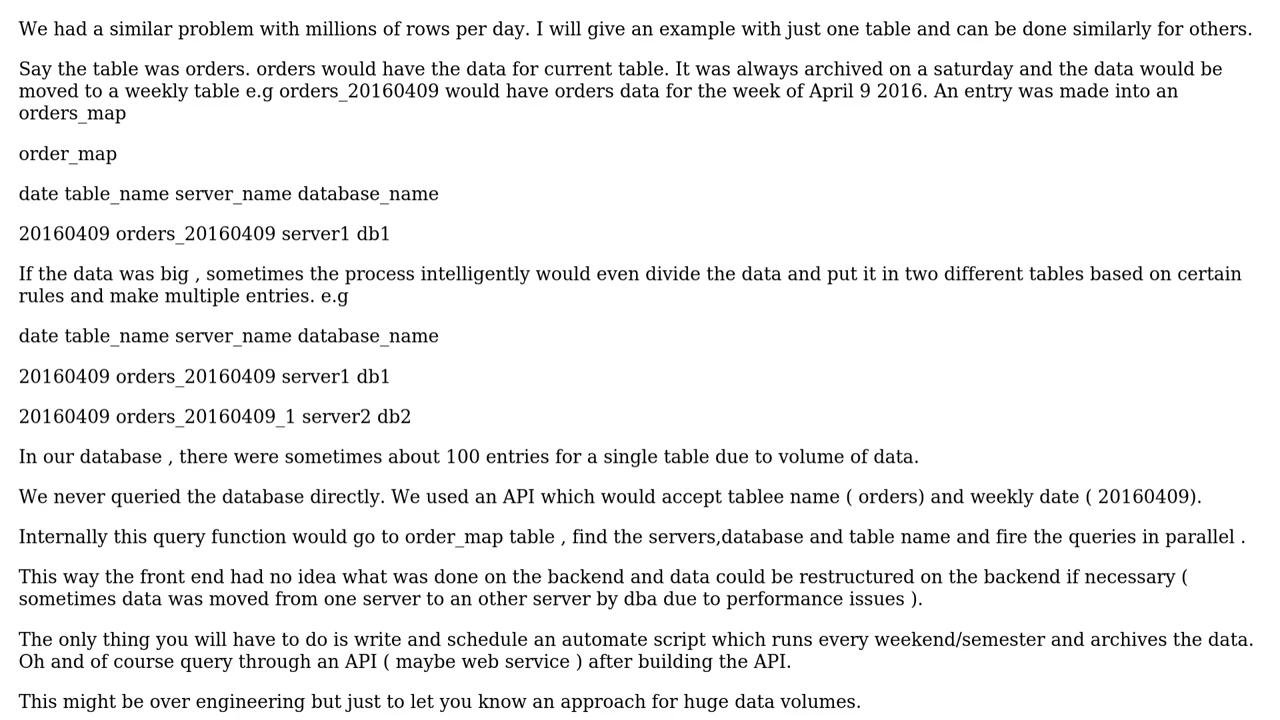 We had a similar problem with millions of rows per day. I will give an example with just one table and can be done similarly for others.
Say the table was orders. orders would have the data for current table. It was always archived on a saturday and the data would be
moved to a weekly table e.g orders_20160409 would have orders data for the week of April 9 2016. An entry was made into an
orders_map
order_map
date table_name server_name database_name
20160409 orders_20160409 server1 db1
If the data was big , sometimes the process intelligently would even divide the data and put it in two different tables based on certain
rules and make multiple entries. e.g
date table_name server_name database_name
20160409 orders_20160409 server1 db1
20160409 orders_20160409_1 server2 db2
In our database , there were sometimes about 100 entries for a single table due to volume of data.
We never queried the database directly. We used an API which would accept tablee name ( orders) and weekly date ( 20160409).
Internally this query function would go to order_map table , find the servers,database and table name and fire the queries in parallel .
This way the front end had no idea what was done on the backend and data could be restructured on the backend if necessary (
sometimes data was moved from one server to an other server by dba due to performance issues ).
The only thing you will have to do is write and schedule an automate script which runs every weekend/semester and archives the data.
Oh and of course query through an API ( maybe web service ) after building the API.
This might be over engineering but just to let you know an approach for huge data volumes.